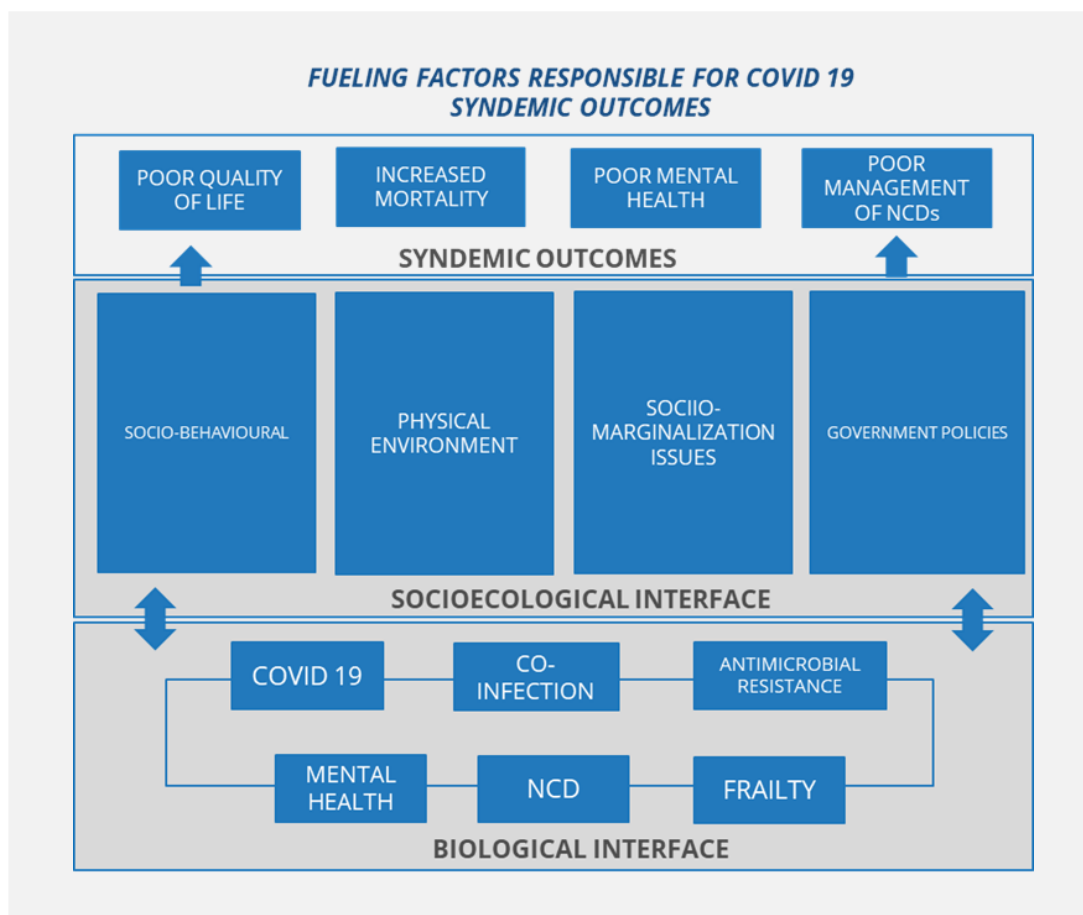 FUELING FACTORS RESPONSIBLE FOR COVID 19
SYNDEMIC OUTCOMES
POOR QUALITY
OF LIFE
INCREASED
MORTALITY
POOR MENTAL
HEALTH
POOR
MANAGEMENT
OF NCDs
SYNDEMIC OUTCOMES
SOCIO-BEHAVIOURAL
PHYSICAL
ENVIRONMENT
SOCIIO-
MARGINALIZATION
ISSUES
GOVERNMENT POLICIES
SOCIOECOLOGICAL INTERFACE
COVID 19
CO-
INFECTION
ANTIMICROBIAL
RESISTANCE
MENTAL
HEALTH
NCD
FRAILTY
BIOLOGICAL INTERFACE